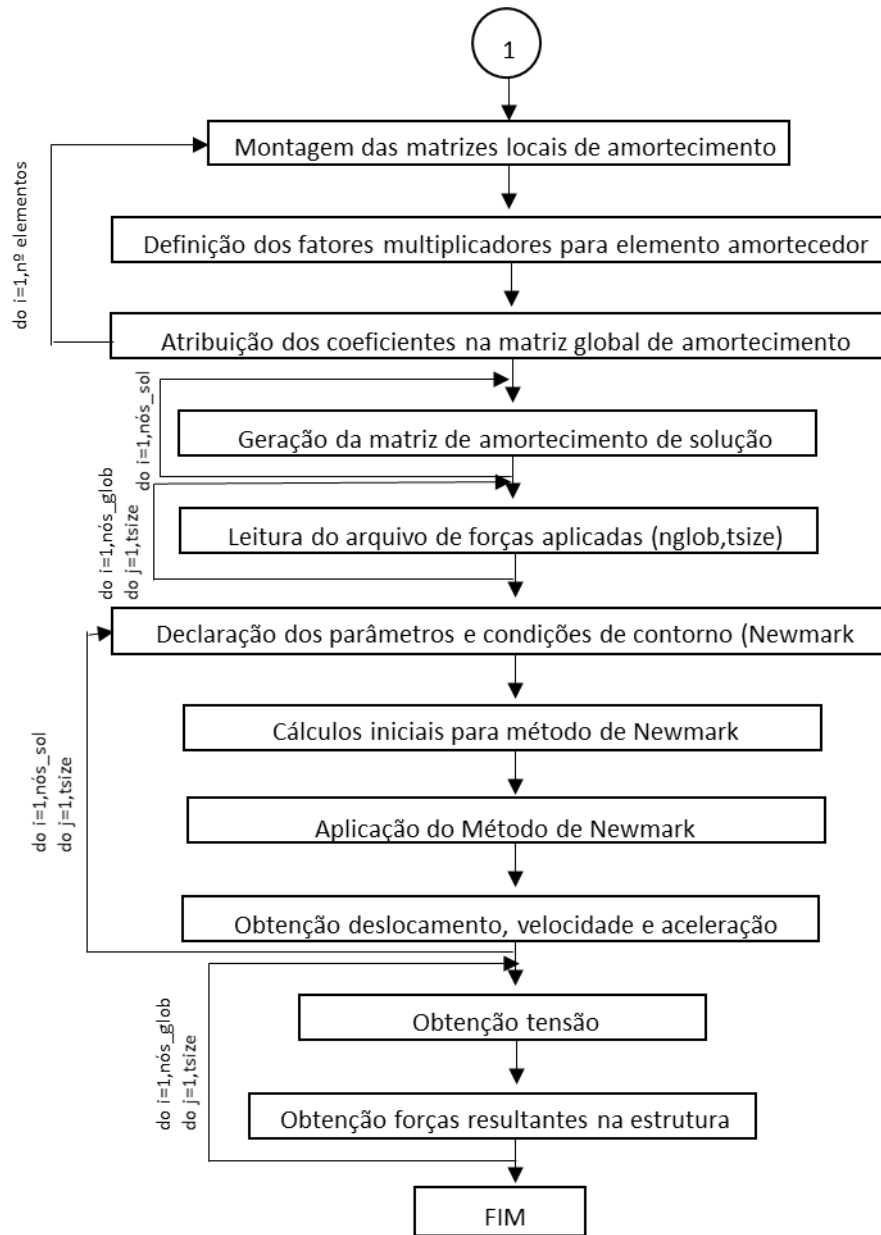 1
Montagem das matrizes locais de amortecimento
do i=1,nº elementos
Definição dos fatores multiplicadores para elemento amortecedor
Atribuição dos coeficientes na matriz global de amortecimento
do i=1,nós_sol
Geração da matriz de amortecimento de solução
do i=1,nós_glob
do j=1,tsize
Leitura do arquivo de forças aplicadas (nglob,tsize)
Declaração dos parâmetros e condições de contorno (Newmark
do i=1,nós_sol
do j=1,tsize
Cálculos iniciais para método de Newmark
Aplicação do Método de Newmark
Obtenção deslocamento, velocidade e aceleração
do i=1,nós_glob
do j=1,tsize
Obtenção tensão
Obtenção forças resultantes na estrutura
FIM